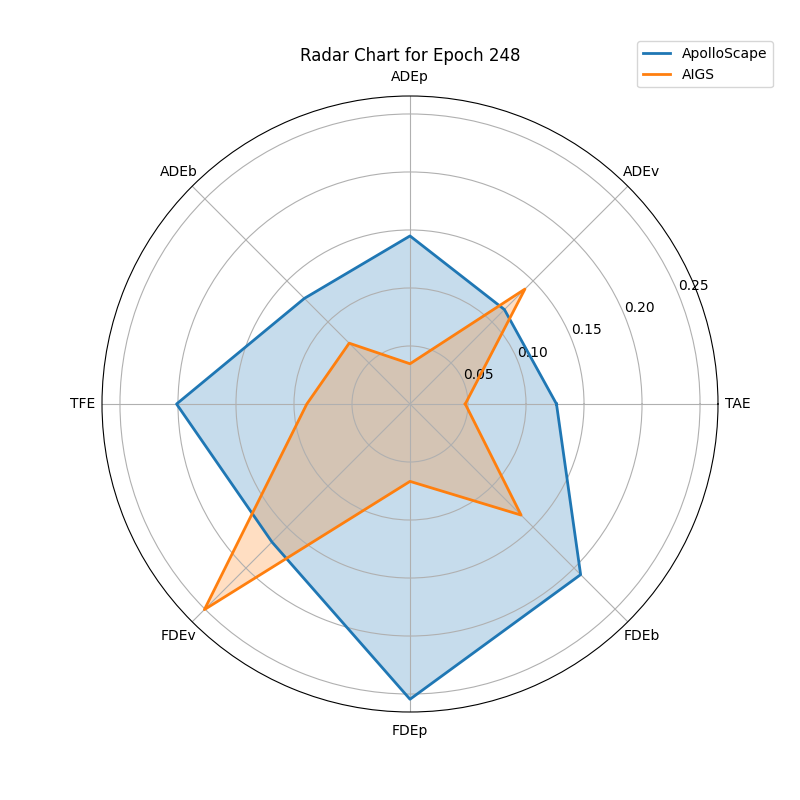 Radar Chart for Epoch 248
ApolloScape
AIGS
ADEp
ADEb
ADEv
0.25
0.20
0.15
0.10
0.05
TFE
TAE
FDEv
FDEb
FDEp